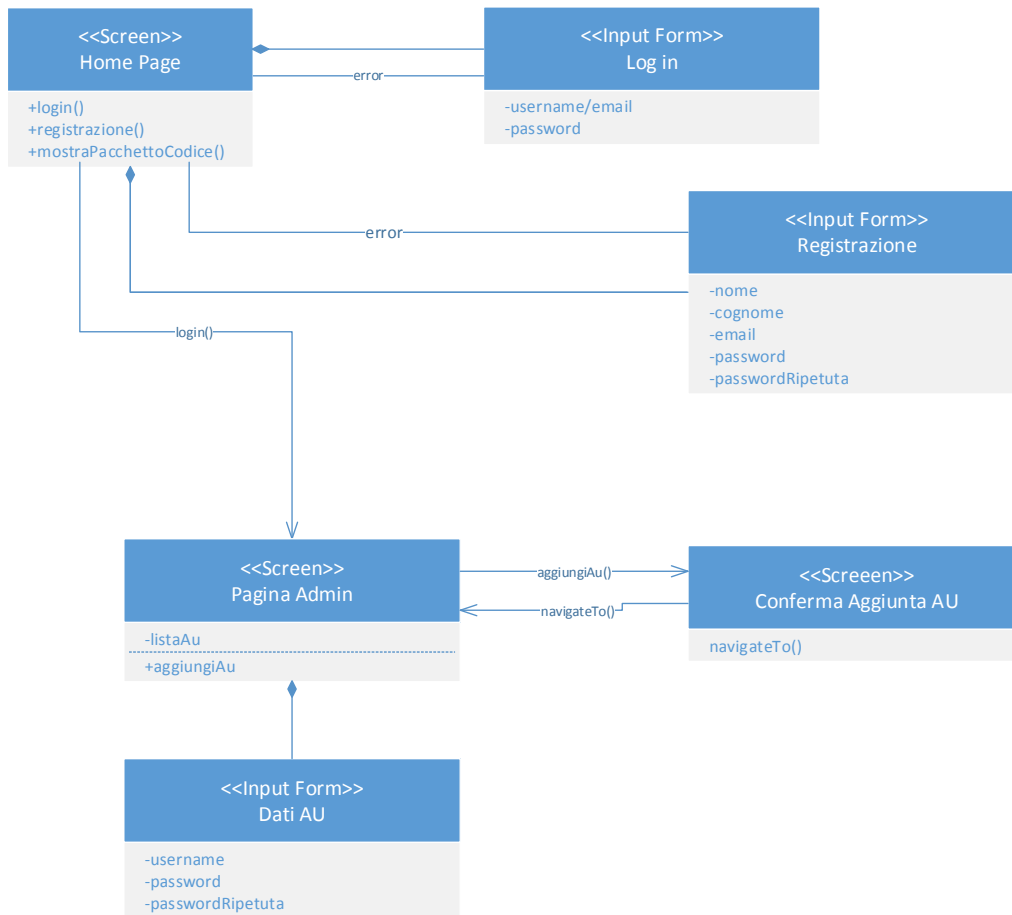 <<Screen>>
Home Page
+login()
+registrazione()
+mostraPacchettoCodice()
error
<<Input Form>>
Log in
-username/email
-password
error
<<Input Form>>
Registrazione
-nome
-cognome
-email
-password
-passwordRipetuta
login()
<<Screen>>
Pagina Admin
-listaAu
+aggiungiAu
aggiungiAu()
navigateTo()
<<Screeen>>
Conferma Aggiunta AU
navigateTo()
<<Input Form>>
Dati AU
-username
-password
-passwordRipetuta